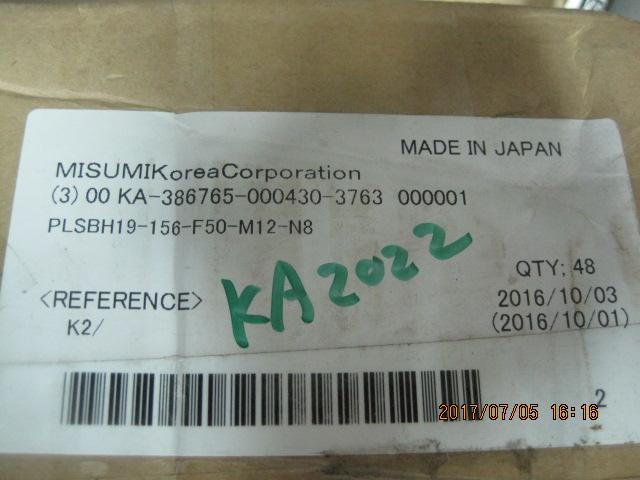 MADE IN JAPAN
MISUMIKoreaCorporation
(3) 00 KA-386765-000430-3763 000001
PLSBH19-156-F50-M12-N8
KA2022
QTY; 48
<REFERENCE>
2016/10/03
K2/
(2016/10/01)
2
2017/07/05 16:16